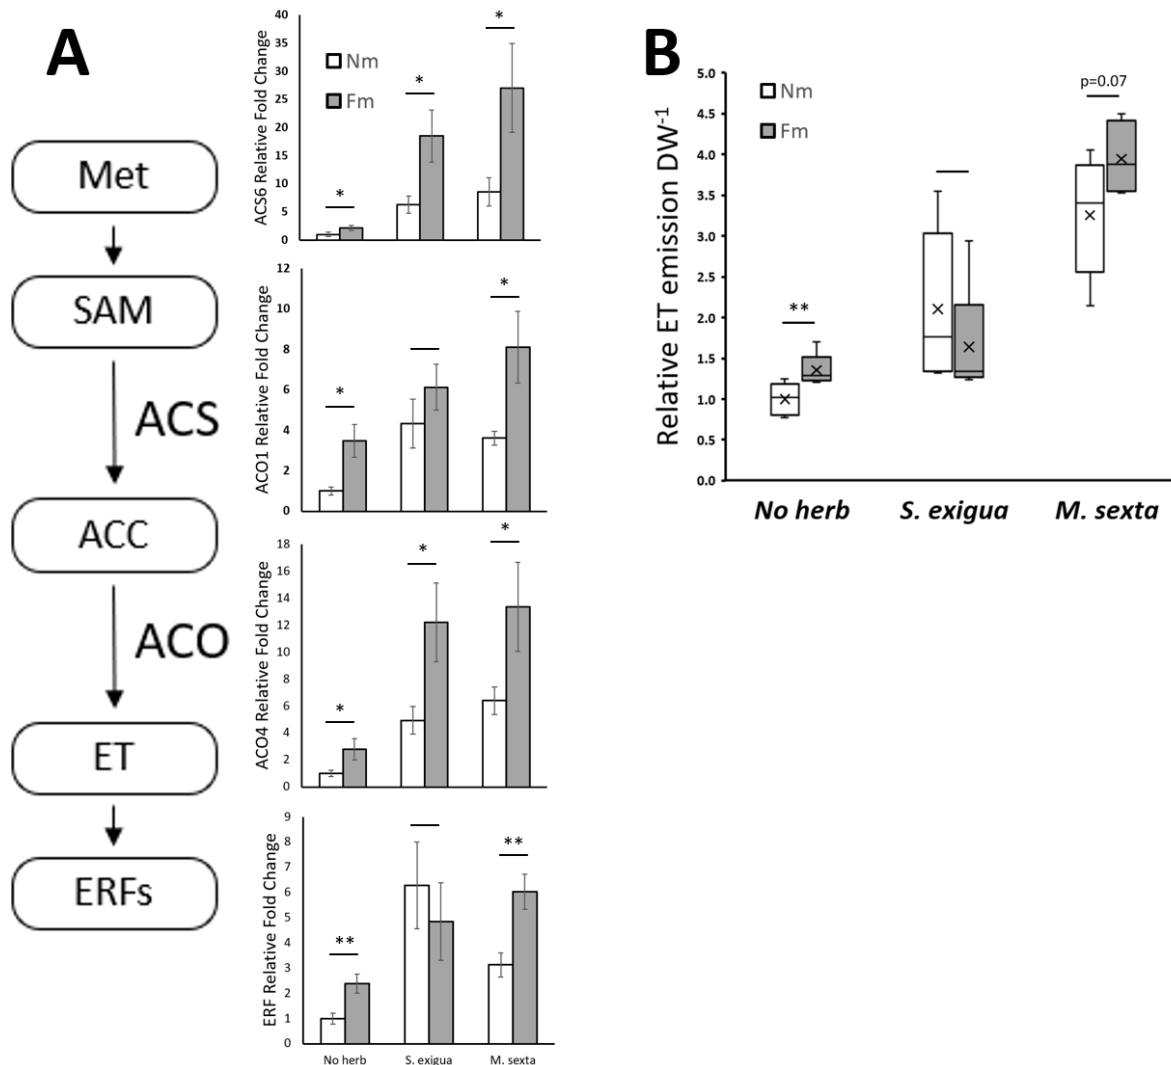 A
Met
SAM
ACS
ACC
ACO
ET
ERFs
ACS6 Relative Fold Change
40
35
30
25
20
15
10
5
0
Nm
Fm
*
*
*
ACO1 Relative Fold Change
12
10
8
6
4
2
0
*
*
ACO4 Relative Fold Change
18
16
14
12
10
8
6
4
2
0
*
*
*
ERF Relative Fold Change
9
8
7
6
5
4
3
2
1
0
**
**
No herb S. exigua M. sexta
B
Relative ET emission DW-1
5.0
4.5
4.0
3.5
3.0
2.5
2.0
1.5
1.0
0.5
0.0
Nm
Fm
**
p=0.07
No herb S. exigua M. sexta